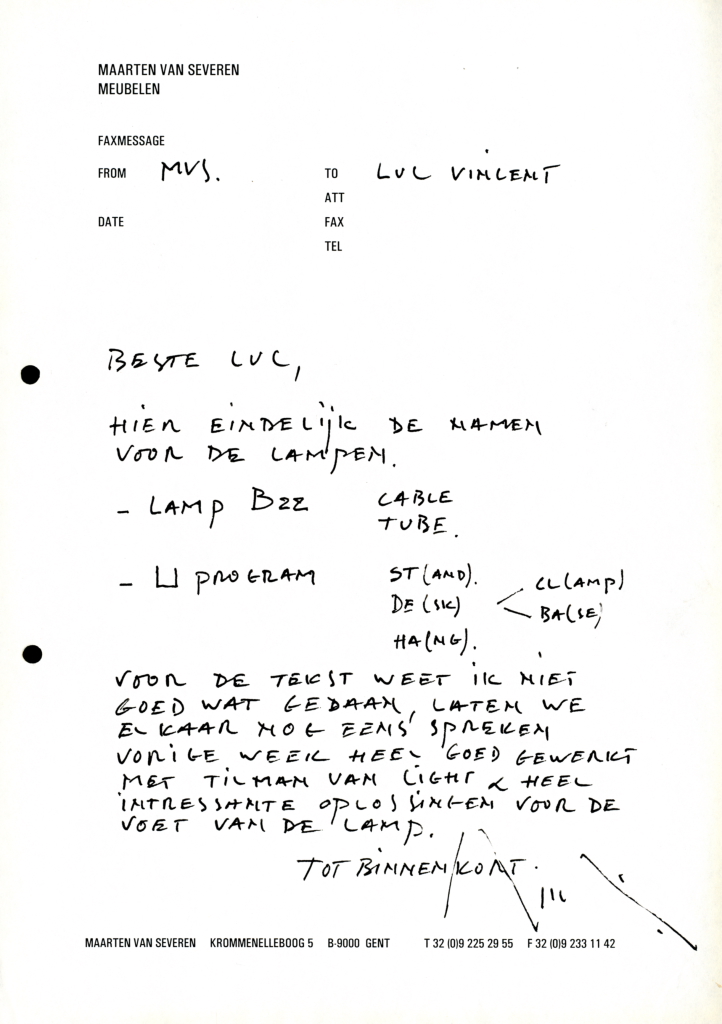 MAARTEN VAN SEVEREN
MEUBELEN
FAXMESSAGE
FROM MVS. TO LUC VINCENT
ATT
DATE FAX
TEL
BESTE LUC,
HIER EINDELIJK DE NAMEN
VOOR DE LAMPEN.
- LAMP BZZ CABLE
TUBE.
- U PROGRAM ST(AND).
DE(SK) CL(AMP)
BA(SE)
HA(NG).
VOOR DE TEKST WEET IK NIET
GOED WAT GEDAAN, LATEN WE
ELKAAR NOG EENS SPREKEN
VORIGE WEEK HEEL GOED GEWERKT
MET TILMAN VAN LIGHT & HEEL
INTRESSANTE OPLOSSINGEN VOOR DE
VOET VAN DE LAMP.
TOT BINNENKORT.
MAARTEN VAN SEVEREN KROMMENELLEBOOG 5 B-9000 GENT T 32 (0)9 225 29 55 F 32 (0)9 233 11 42